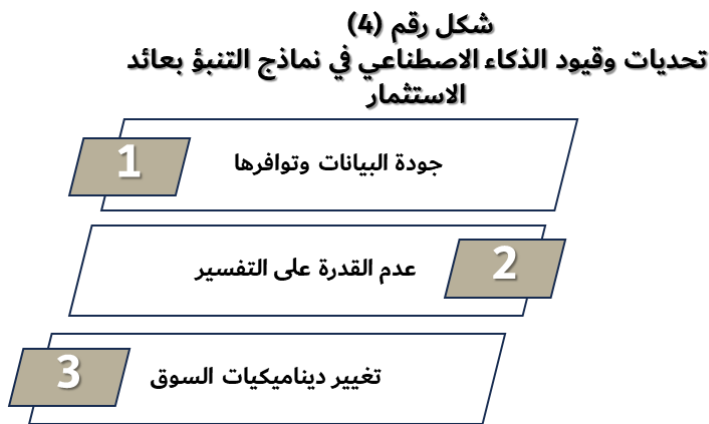 شكل رقم (4)
تحديات وقيود الذكاء الاصطناعي في نماذج التنبؤ بعائد
الاستثمار
1
جودة البيانات وتوافرها
2
عدم القدرة على التفسير
3
تغيير ديناميكيات السوق